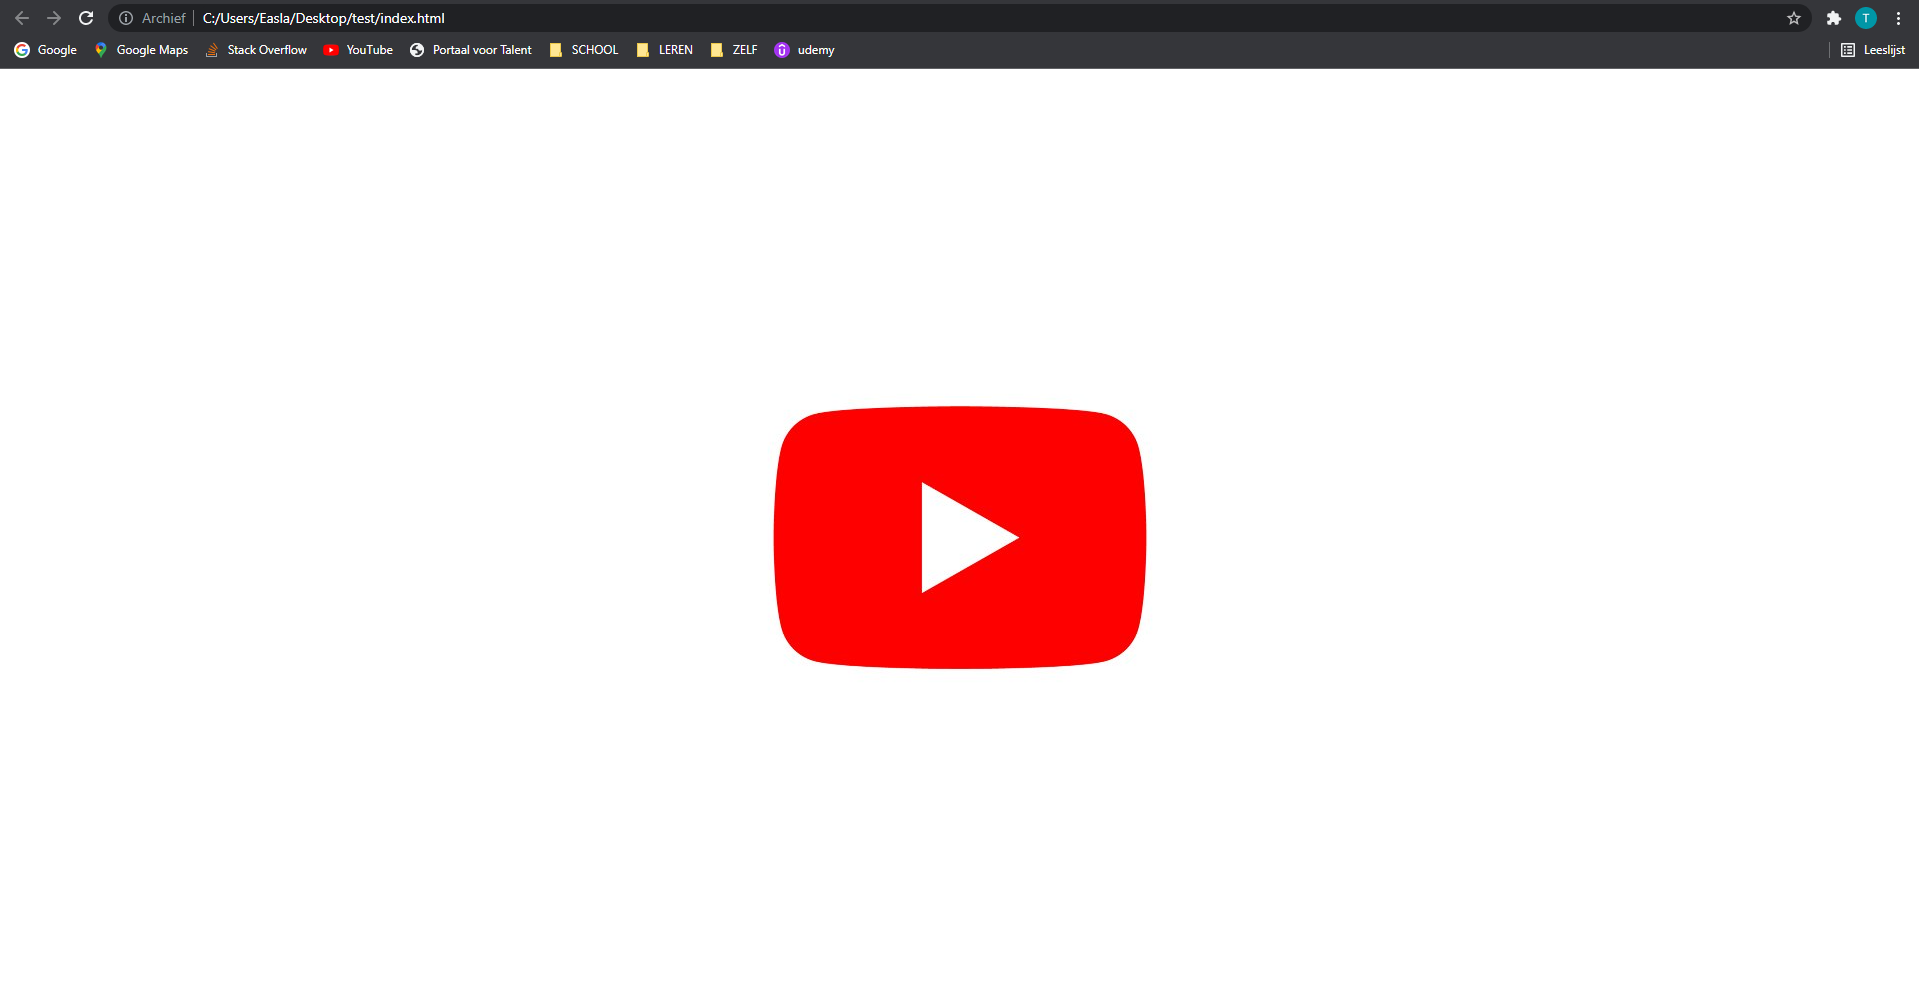 Archief C:/Users/Easla/Desktop/test/index.html T
Google Google Maps Stack Overflow YouTube Portaal voor Talent SCHOOL LEREN ZELF udemy Leeslijst